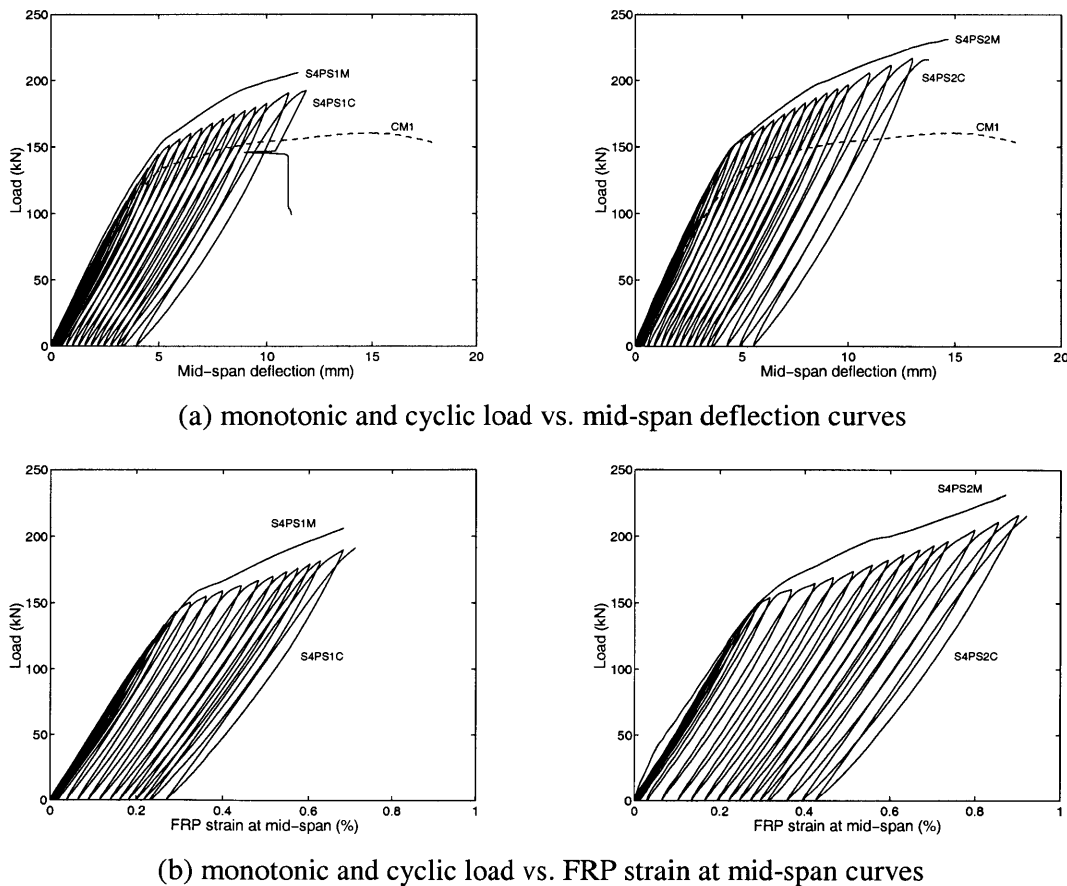 250
200
150
100
50
0
Load (kN)
S4PS1M
S4PS1C
CM1
5
10
15
20
Mid-span deflection (mm)
250
200
150
100
50
0
Load (kN)
S4PS2M
S4PS2C
CM1
0
5
10
15
20
Mid-span deflection (mm)
(a) monotonic and cyclic load vs. mid-span deflection curves
250
200
150
100
50
0
Load (kN)
S4PS1M
S4PS1C
0
0.2
0.4
0.6
0.8
1
FRP strain at mid-span (%)
250
200
150
100
50
0
Load (kN)
S4PS2M
S4PS2C
0
0.2
0.4
0.6
0.8
1
FRP strain at mid-span (%)
(b) monotonic and cyclic load vs. FRP strain at mid-span curves